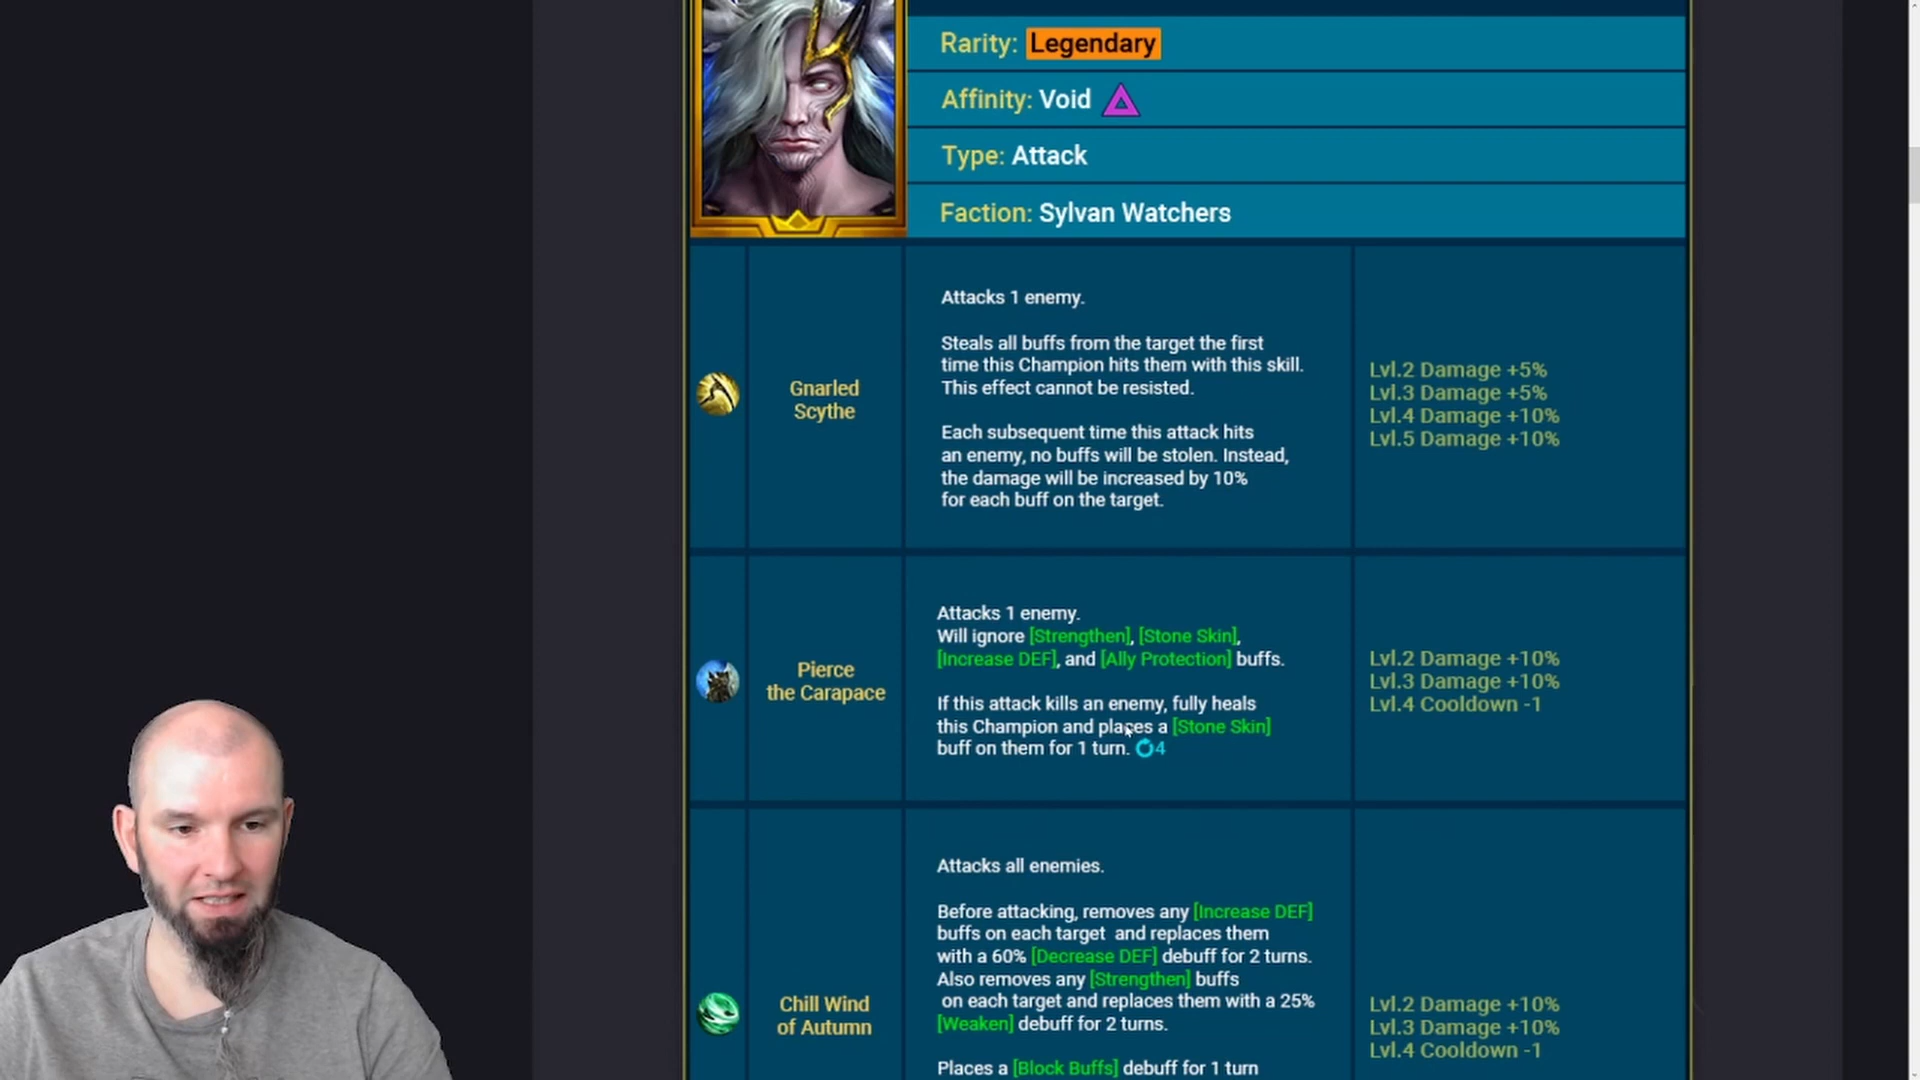 Rarity: Legendary
Affinity: Void
Type: Attack
Faction: Sylvan Watchers
Gnarled
Scythe
Attacks 1 enemy.
Steals all buffs from the target the first
time this Champion hits them with this skill.
This effect cannot be resisted.
Each subsequent time this attack hits
an enemy, no buffs will be stolen. Instead,
the damage will be increased by 10%
for each buff on the target.
Lvl.2 Damage +5%
Lvl.3 Damage +5%
Lvl.4 Damage +10%
Lvl.5 Damage +10%
Pierce
the Carapace
Attacks 1 enemy.
Will ignore [Strengthen], [Stone Skin],
[Increase DEF], and [Ally Protection] buffs.
If this attack kills an enemy, fully heals
this Champion and places a [Stone Skin]
buff on them for 1 turn. 4
Lvl.2 Damage +10%
Lvl.3 Damage +10%
Lvl.4 Cooldown -1
Chill Wind
of Autumn
Attacks all enemies.
Before attacking, removes any [Increase DEF]
buffs on each target and replaces them
with a 60% [Decrease DEF] debuff for 2 turns.
Also removes any [Strengthen] buffs
on each target and replaces them with a 25%
[Weaken] debuff for 2 turns.
Places a [Block Buffs] debuff for 1 turn
Lvl.2 Damage +10%
Lvl.3 Damage +10%
Lvl.4 Cooldown -1